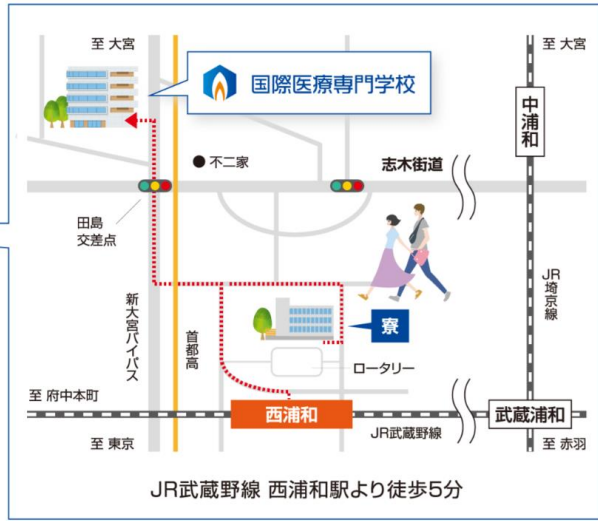 至 大宮
至 大宮
国際医療専門学校
中浦和
不二家
志木街道
田島
交差点
新大宮バイパス
首都高
JR埼京線
寮
ロータリー
至 府中本町
西浦和
武蔵浦和
JR武蔵野線
至 東京
至 赤羽
JR武蔵野線 西浦和駅より徒歩5分